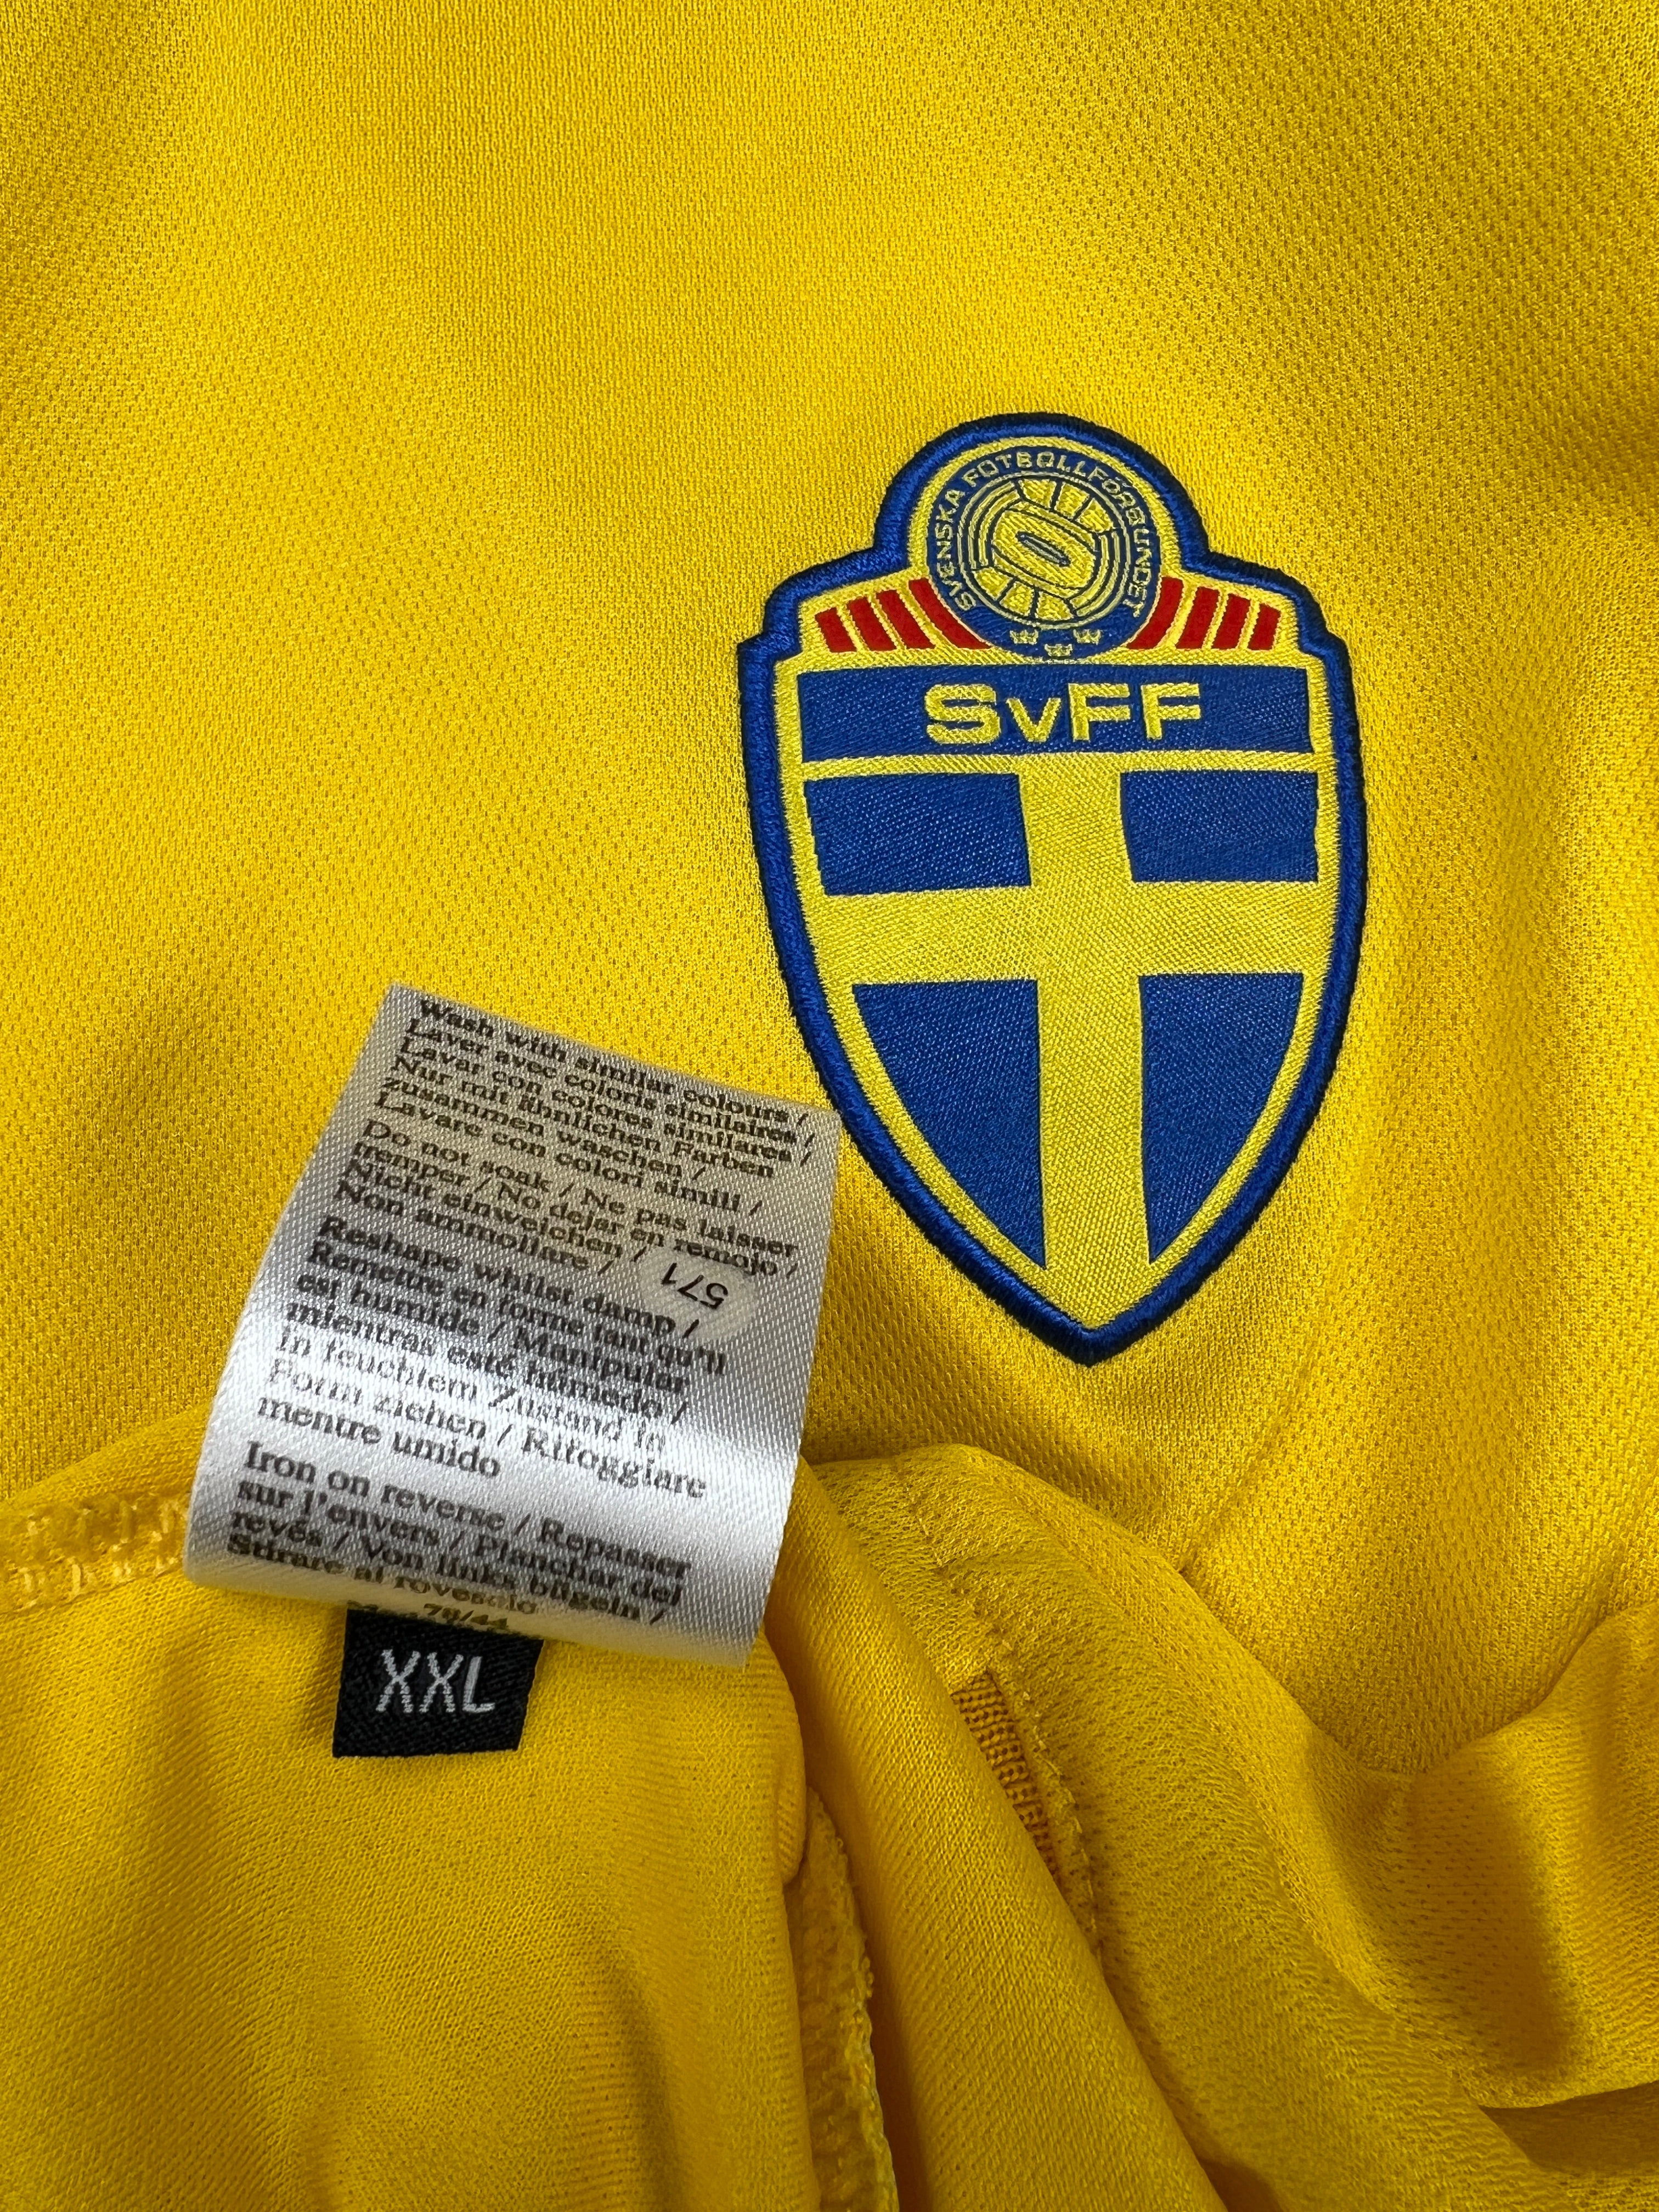 SVENSKA FOTBOLLFÖRBUNDET
SvFF
Wash with similar colours /
Laver avec coloris similaires /
Lavar con colores similares /
Nur mit ähnlichen Farben
zusammen waschen /
Lavare con colori simili /
Do not soak / Ne pas laisser
tremper / No dejar en remojo /
Nicht einweichen /
Non ammollare /
571
Reshape whilst damp /
Remettre en forme tant qu'il
est humide / Manipular
mientras esté húmedo /
In feuchtem Zustand in
Form ziehen / Rifoggiare
mentre umido
Iron on reverse / Repasser
sur l'envers / Planchar del
revés / Von links bügeln /
Stirare al rovescio
78/44
XXL